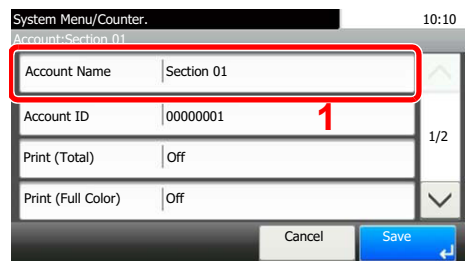 System Menu/Counter. 10:10
Account:Section 01
Account Name Section 01
Account ID 00000001
1
1/2
Print (Total) Off
Print (Full Color) Off
Cancel Save